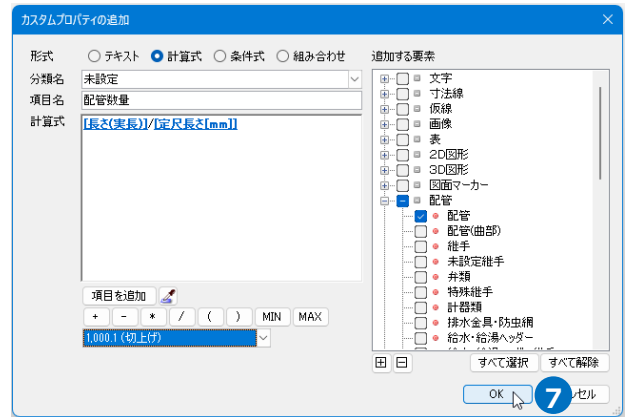 カスタムプロパティの追加
形式 テキスト 計算式 条件式 組み合わせ
分類名 未設定
項目名 配管数量
計算式 [長さ(実長)]/[定尺長さ[mm]]
項目を追加
+ - * / ( ) MIN MAX
1,000.1 (切上げ)
追加する要素
文字
寸法線
仮線
画像
表
2D図形
3D図形
図面マーカー
配管
配管
配管(曲部)
継手
未設定継手
弁類
特殊継手
計器類
排水金具・防虫網
給水・給湯ヘッダー
すべて選択 すべて解除
OK 7 ンセル